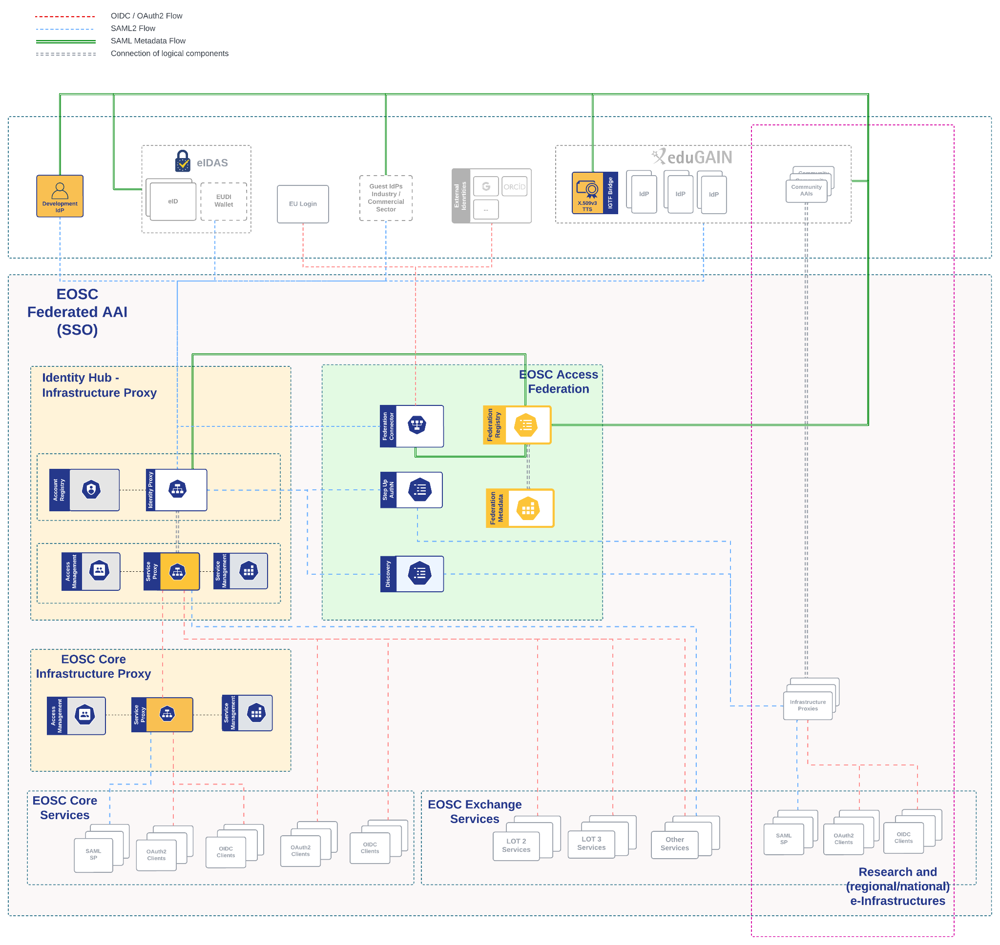 OIDC / OAuth2 Flow
SAML2 Flow
SAML Metadata Flow
Connection of logical components
eIDAS
eduGAIN
Development
IdP
eID
EUDI
Wallet
EU Login
Guest IdPs
Industry /
Commercial
Sector
External
Idenrtities
G
ORCID
...
X.509v3
TTS
IGTF Bridge
IdP
IdP
IdP
Community
Community
Community
AAIs
EOSC
Federated AAI
(SSO)
Identity Hub -
Infrastructure Proxy
EOSC Access
Federation
Federation
Connector
Federation
Registry
Account
Registry
Identity Proxy
Step Up
AuthN
Federation
Metadata
Access
Management
Service
Proxy
Service
Management
Discovery
EOSC Core
Infrastructure Proxy
Access
Management
Service
Proxy
Service
Management
Infrastructure
Proxies
EOSC Core
Services
SAML
SP
OAuth2
Clients
OIDC
Clients
OAuth2
Clients
OIDC
Clients
EOSC Exchange
Services
LOT 2
Services
LOT 3
Services
Other
Services
SAML
SP
OAuth2
Clients
OIDC
Clients
Research and
(regional/national)
e-Infrastructures